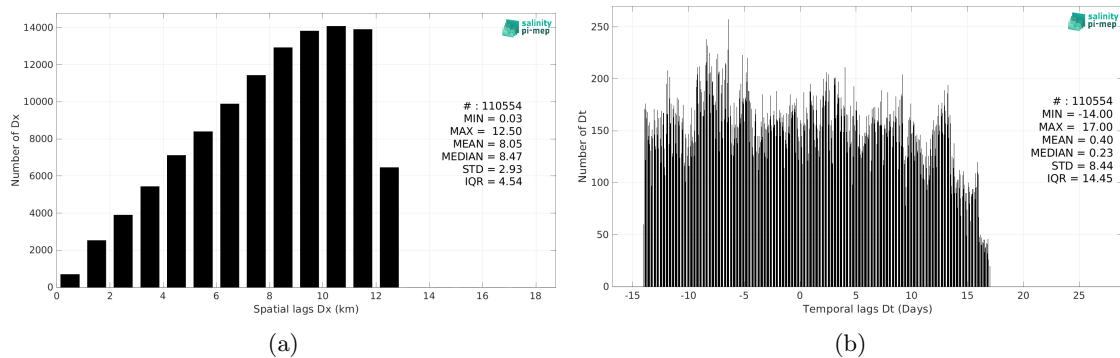 salinity
pi-mep
14000
12000
10000
8000
6000
4000
2000
0
Number of Dx
# : 110554
MIN = 0.03
MAX = 12.50
MEAN = 8.05
MEDIAN = 8.47
STD = 2.93
IQR = 4.54
0 2 4 6 8 10 12 14 16 18
Spatial lags Dx (km)
(a)
salinity
pi-mep
250
200
150
100
50
0
Number of Dt
# : 110554
MIN = -14.00
MAX = 17.00
MEAN = 0.40
MEDIAN = 0.23
STD = 8.44
IQR = 14.45
-15 -10 -5 0 5 10 15 20 25
Temporal lags Dt (Days)
(b)